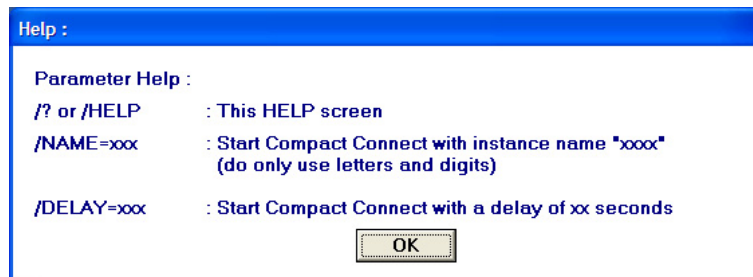 Help :
Parameter Help :
/? or /HELP : This HELP screen
/NAME=xxx : Start Compact Connect with instance name "xxxx"
(do only use letters and digits)
/DELAY=xxx : Start Compact Connect with a delay of xx seconds
OK